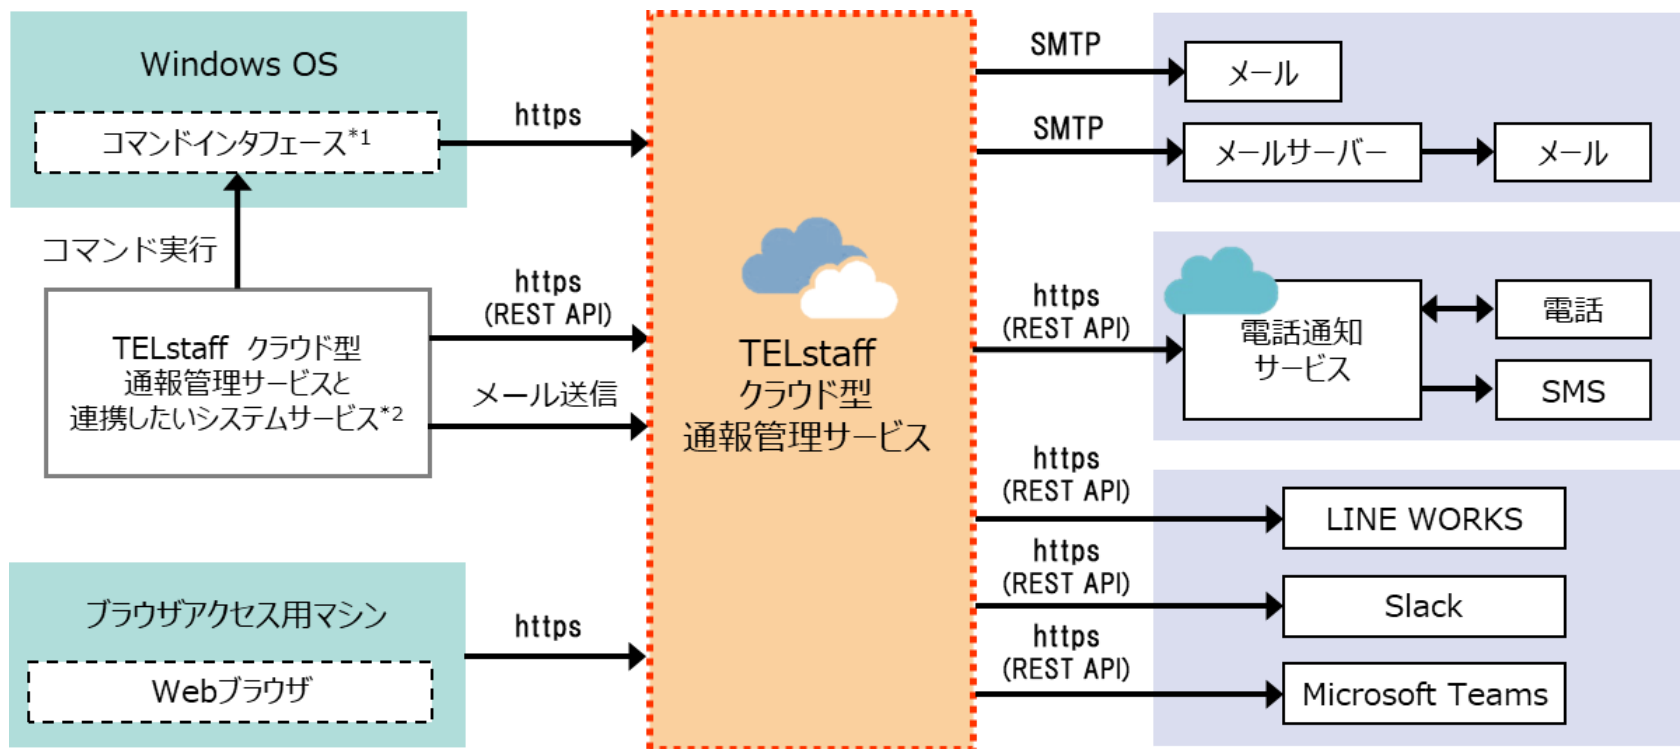 Windows OS
コマンドインタフェース*1
https
コマンド実行
TELstaff クラウド型
通報管理サービスと
連携したいシステムサービス*2
https
(REST API)
メール送信
ブラウザアクセス用マシン
Webブラウザ
https
TELstaff
クラウド型
通報管理サービス
SMTP
メール
SMTP
メールサーバー
メール
https
(REST API)
電話通知
サービス
電話
SMS
https
(REST API)
LINE WORKS
https
(REST API)
Slack
https
(REST API)
Microsoft Teams